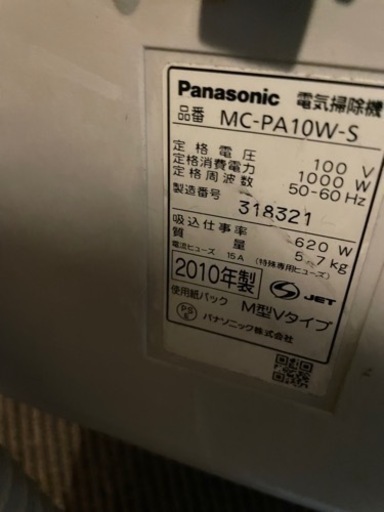 Panasonic 電気掃除機
品番 MC-PA10W-S
定格電圧 100 V
定格消費電力 1000 W
定格周波数 50-60 Hz
製造番号 318321
吸込仕事率 620 W
質量 5.7kg
電流ヒューズ 15A (特殊専用ヒューズ)
2010年製 S JET
使用紙パック M型Vタイプ
PS E パナソニック株式会社